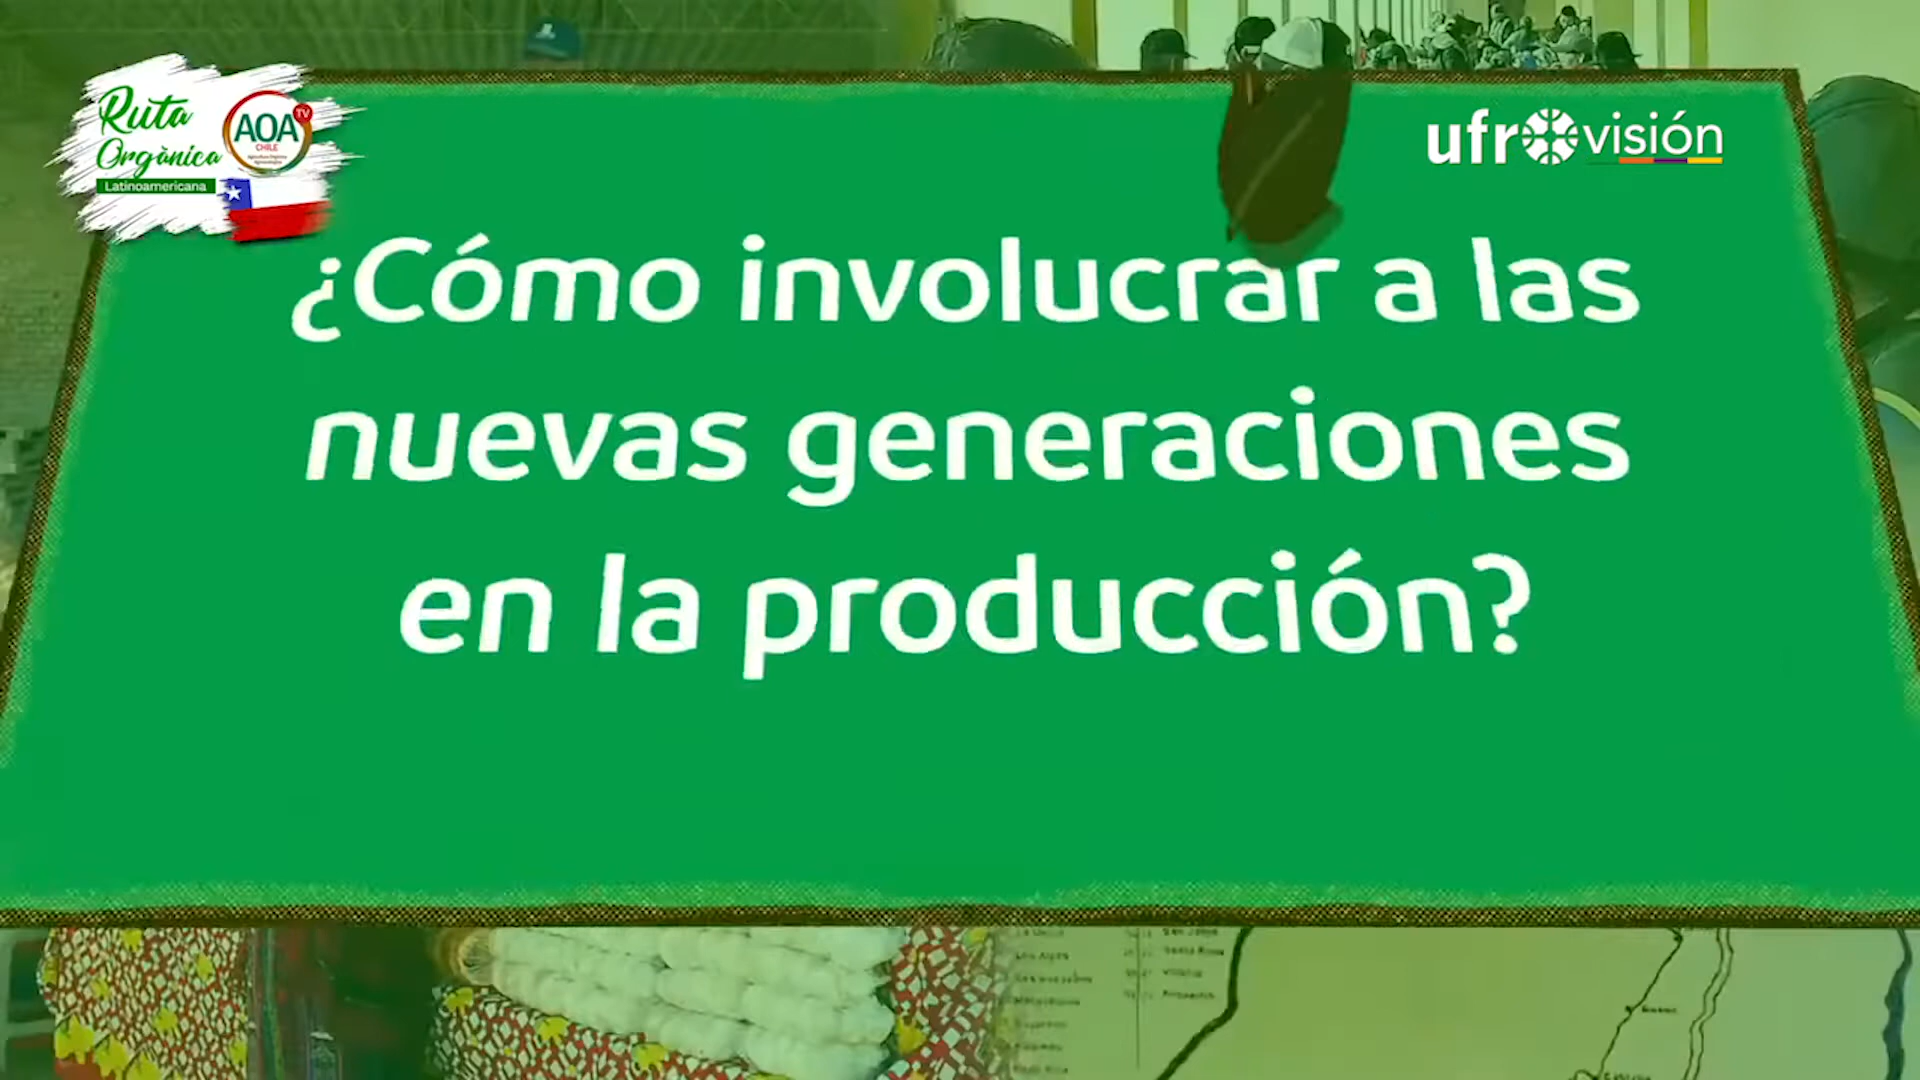 Ruta
Orgànica
Latinoamericana
AOA
TV
CHILE
ufrovisión
¿Cómo involucrar a las
nuevas generaciones
en la producción?